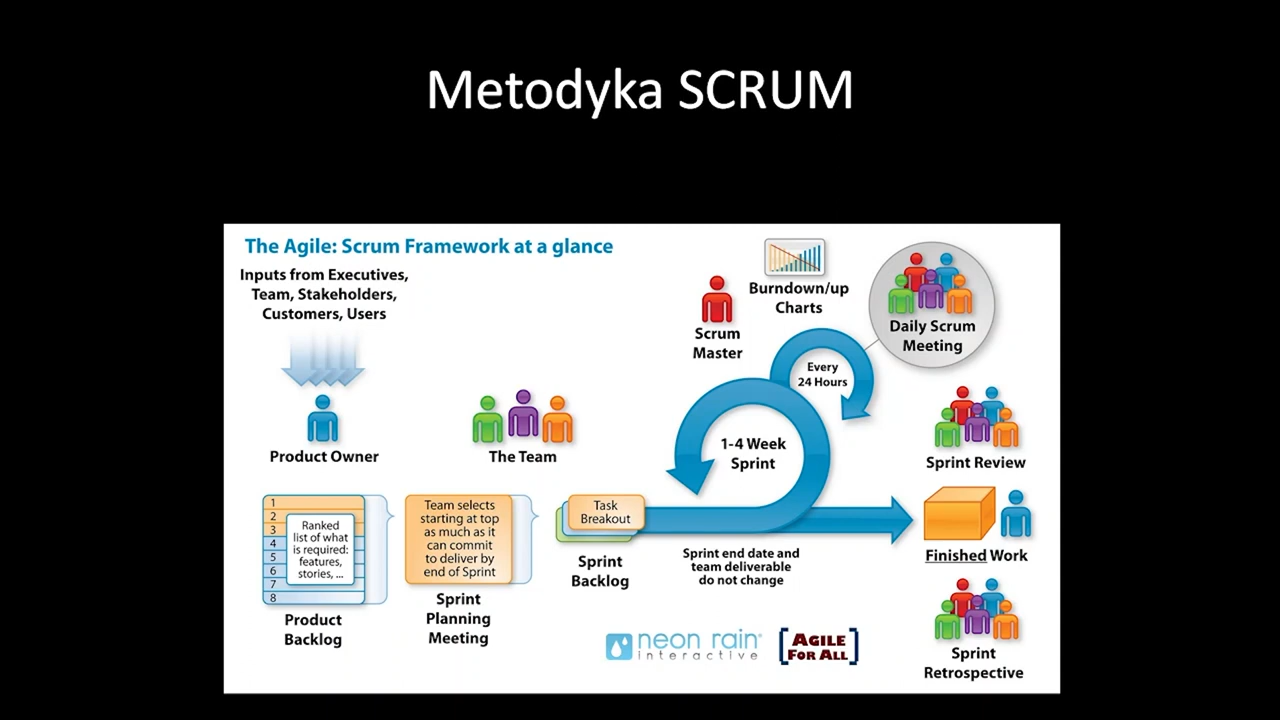 Metodyka SCRUM
The Agile: Scrum Framework at a glance
Inputs from Executives,
Team, Stakeholders,
Customers, Users
Product Owner
The Team
Scrum
Master
Burndown/up
Charts
Daily Scrum
Meeting
Every
24 Hours
1-4 Week
Sprint
Sprint Review
1
2
3
4
5
6
7
8
Ranked
list of what
is required:
features,
stories, ...
Product
Backlog
Team selects
starting at top
as much as it
can commit
to deliver by
end of Sprint
Sprint
Planning
Meeting
Task
Breakout
Sprint
Backlog
Sprint end date and
team deliverable
do not change
Finished Work
Sprint
Retrospective
neon rain
interactive
AGILE
FOR ALL